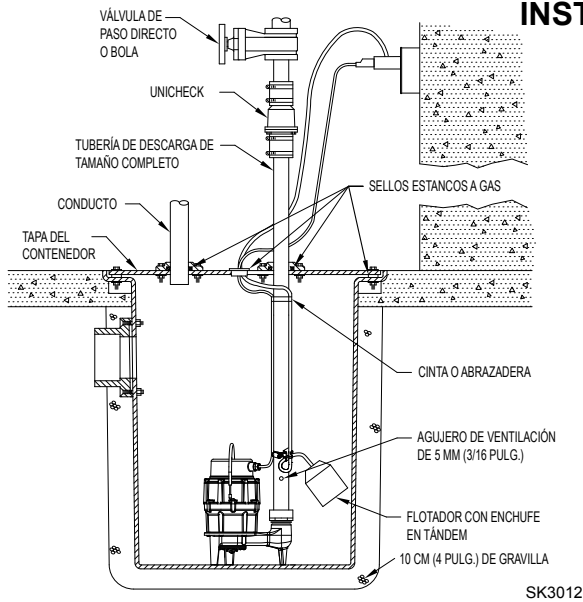 INST
VÁLVULA DE
PASO DIRECTO
O BOLA
UNICHECK
TUBERÍA DE DESCARGA DE
TAMAÑO COMPLETO
SELLOS ESTANCOS A GAS
CONDUCTO
TAPA DEL
CONTENEDOR
CINTA O ABRAZADERA
AGUJERO DE VENTILACIÓN
DE 5 MM (3/16 PULG.)
FLOTADOR CON ENCHUFE
EN TÁNDEM
10 CM (4 PULG.) DE GRAVILLA
SK3012